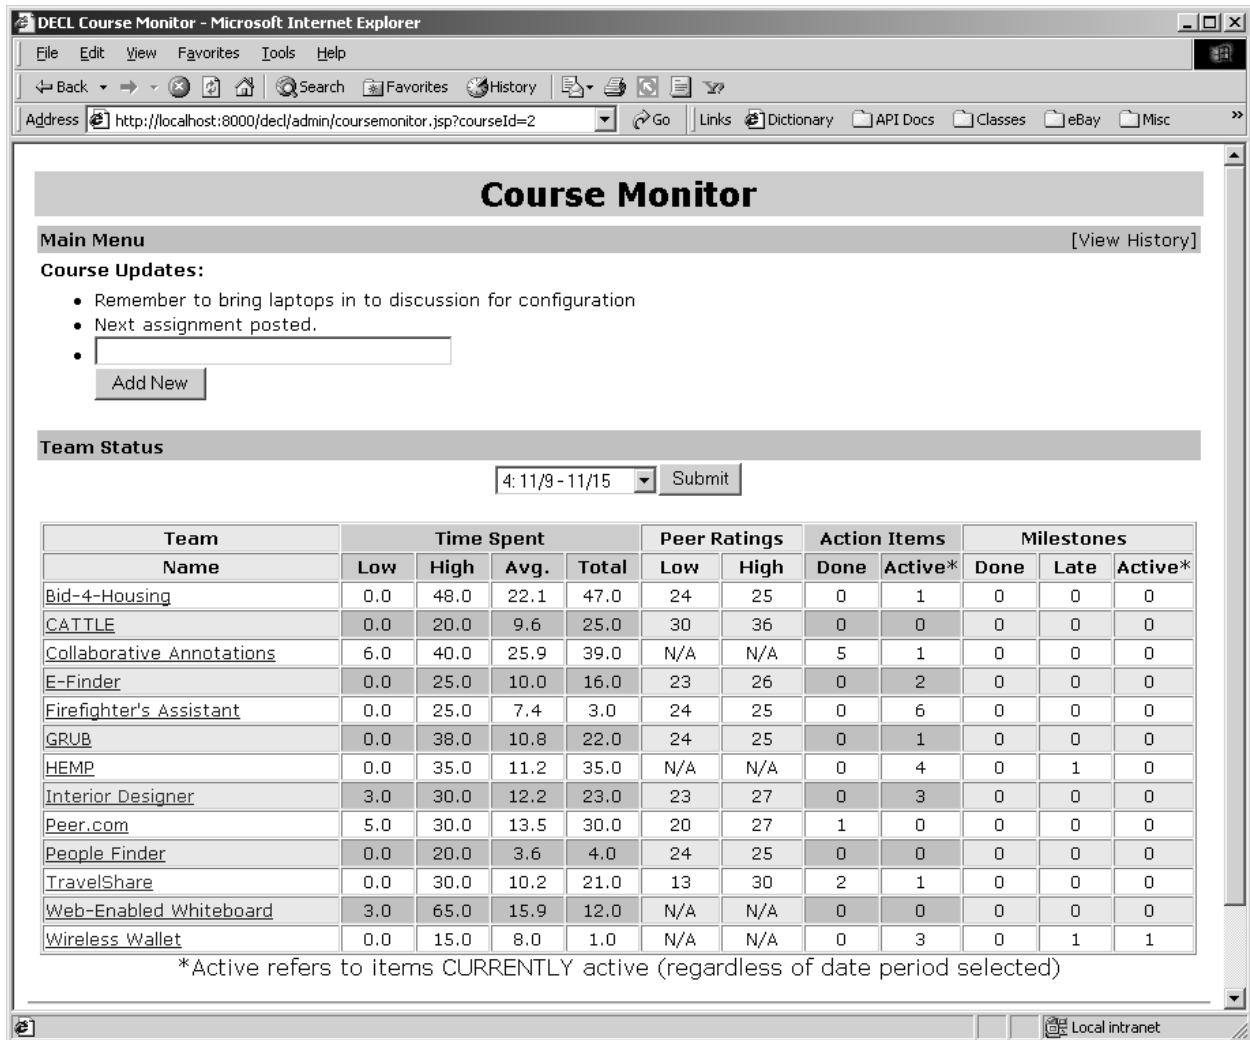 DECL Course Monitor - Microsoft Internet Explorer
File Edit View Favorites Tools Help
Back Search Favorites History
Address http://localhost:8000/decl/admin/coursemonitor.jsp?courseId=2 Go Links Dictionary API Docs Classes eBay Misc »
Course Monitor
Main Menu [View History]
Course Updates:
• Remember to bring laptops in to discussion for configuration
• Next assignment posted.
•
Add New
Team Status
4: 11/9 - 11/15 Submit
Team Time Spent Peer Ratings Action Items Milestones
Name Low High Avg. Total Low High Done Active* Done Late Active*
Bid-4-Housing 0.0 48.0 22.1 47.0 24 25 0 1 0 0 0
CATTLE 0.0 20.0 9.6 25.0 30 36 0 0 0 0 0
Collaborative Annotations 6.0 40.0 25.9 39.0 N/A N/A 5 1 0 0 0
E-Finder 0.0 25.0 10.0 16.0 23 26 0 2 0 0 0
Firefighter's Assistant 0.0 25.0 7.4 3.0 24 25 0 6 0 0 0
GRUB 0.0 38.0 10.8 22.0 24 25 0 1 0 0 0
HEMP 0.0 35.0 11.2 35.0 N/A N/A 0 4 0 1 0
Interior Designer 3.0 30.0 12.2 23.0 23 27 0 3 0 0 0
Peer.com 5.0 30.0 13.5 30.0 20 27 1 0 0 0 0
People Finder 0.0 20.0 3.6 4.0 24 25 0 0 0 0 0
TravelShare 0.0 30.0 10.2 21.0 13 30 2 1 0 0 0
Web-Enabled Whiteboard 3.0 65.0 15.9 12.0 N/A N/A 0 0 0 0 0
Wireless Wallet 0.0 15.0 8.0 1.0 N/A N/A 0 3 0 1 1
*Active refers to items CURRENTLY active (regardless of date period selected)
Local intranet